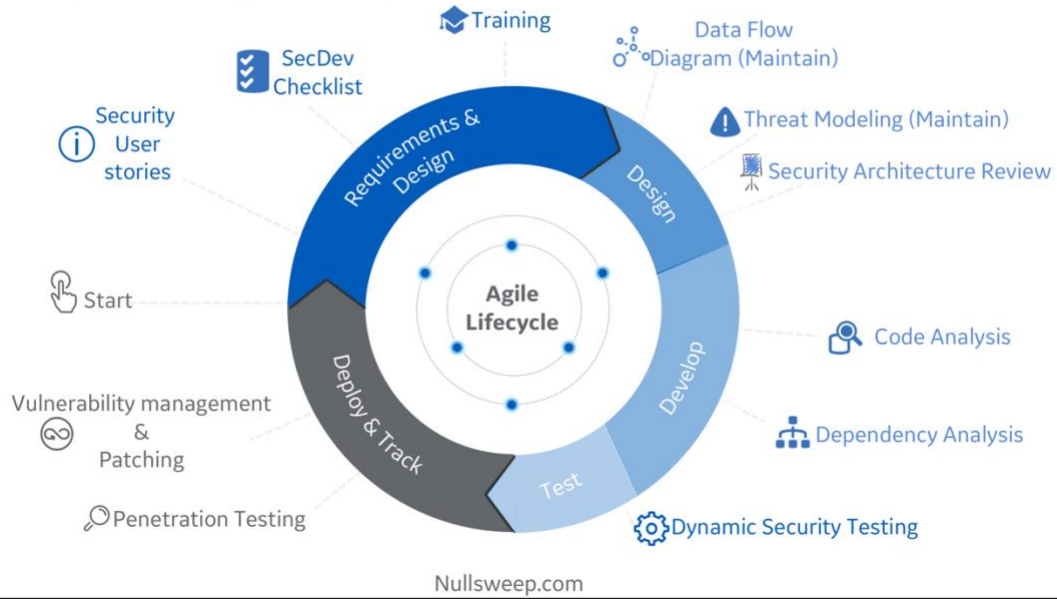 Training
SecDev
Checklist
Security
User
stories
Data Flow
Diagram (Maintain)
Threat Modeling (Maintain)
Security Architecture Review
Requirements &
Design
Design
Start
Agile
Lifecycle
Code Analysis
Develop
Deploy & Track
Vulnerability management
&
Patching
Dependency Analysis
Test
Penetration Testing
Dynamic Security Testing
Nullsweep.com